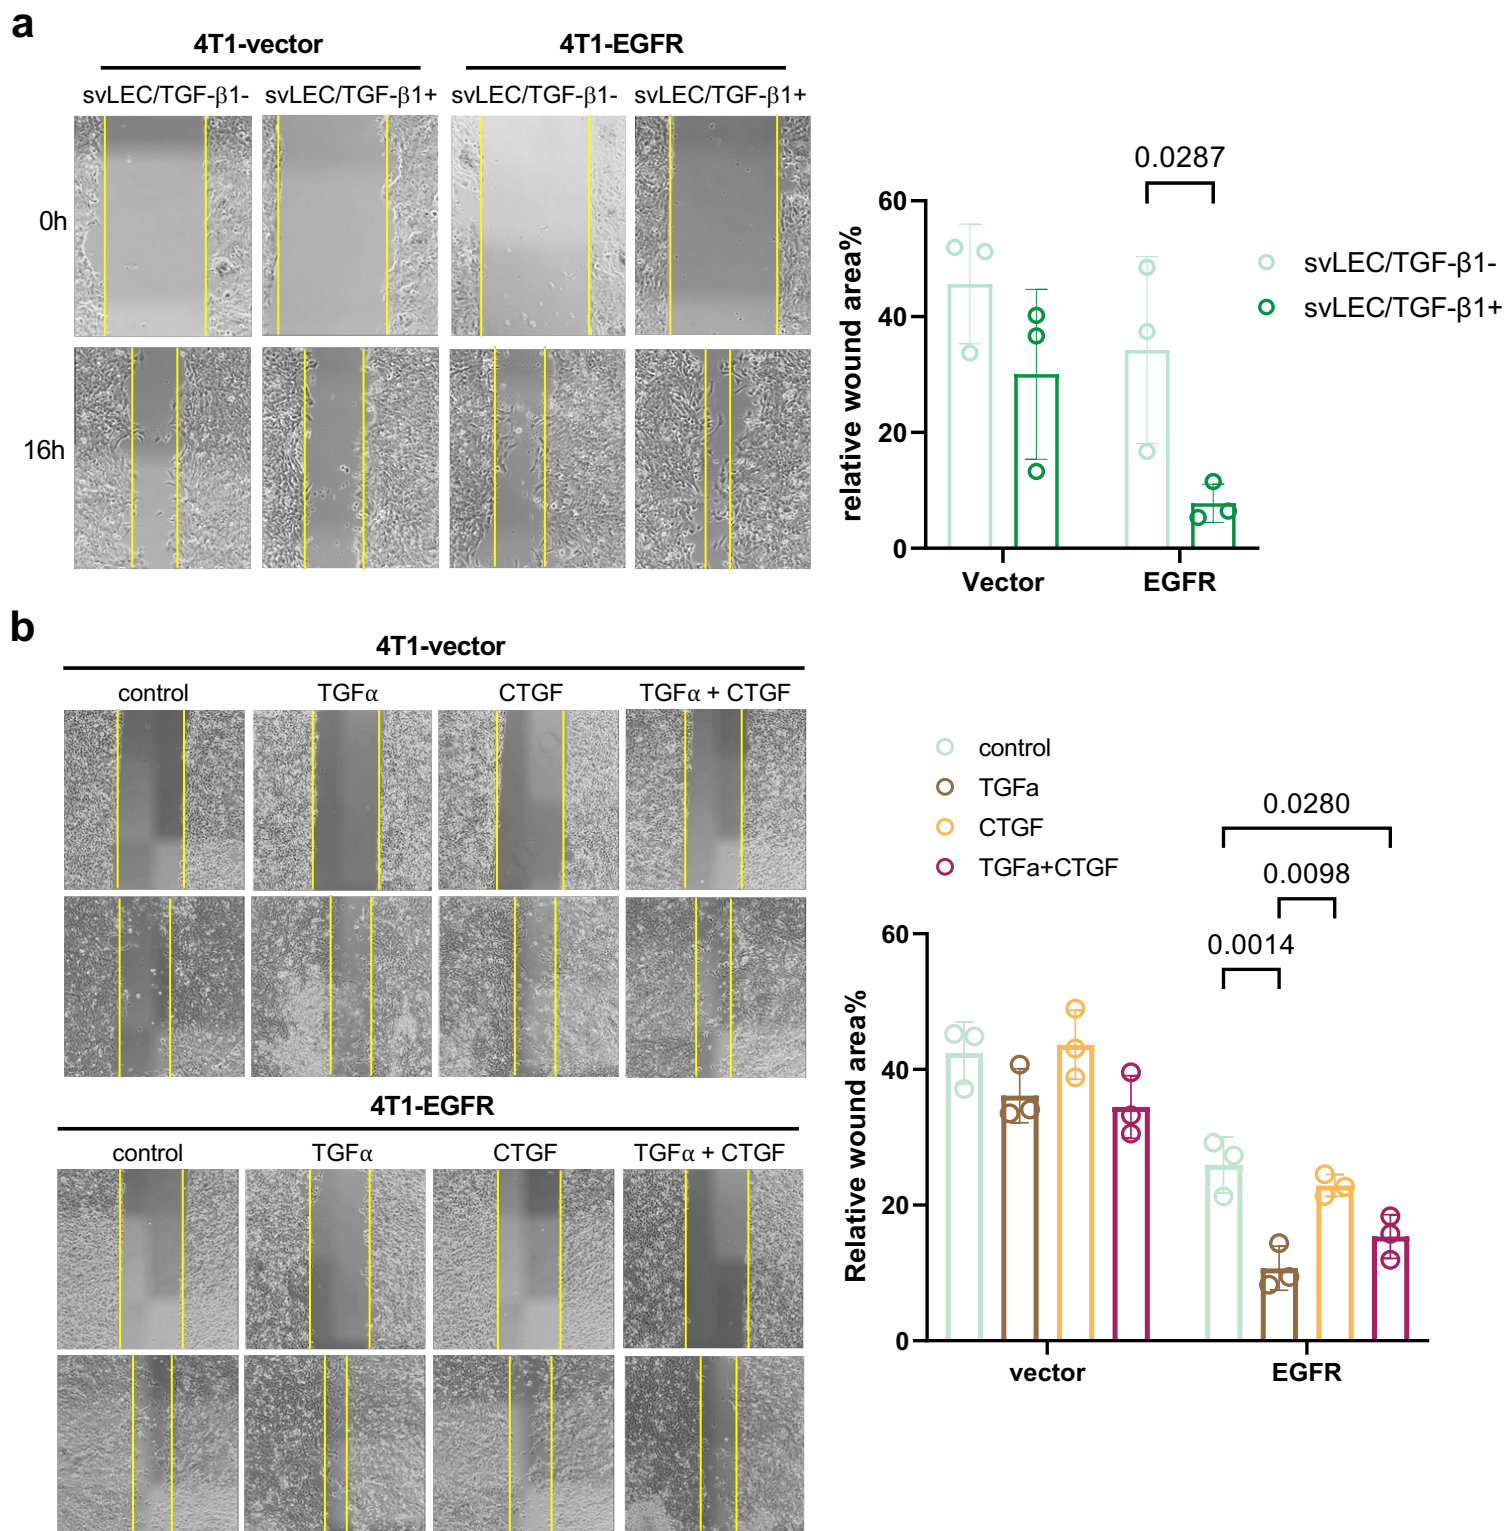 a
4T1-vector
4T1-EGFR
svLEC/TGF-β1-
svLEC/TGF-β1+
svLEC/TGF-β1-
svLEC/TGF-β1+
0h
16h
0.0287
60
40
20
0
relative wound area%
Vector
EGFR
svLEC/TGF-β1-
svLEC/TGF-β1+
b
4T1-vector
control
TGFα
CTGF
TGFα + CTGF
4T1-EGFR
control
TGFα
CTGF
TGFα + CTGF
control
TGFa
CTGF
TGFa+CTGF
0.0280
0.0098
0.0014
60
40
20
0
Relative wound area%
vector
EGFR